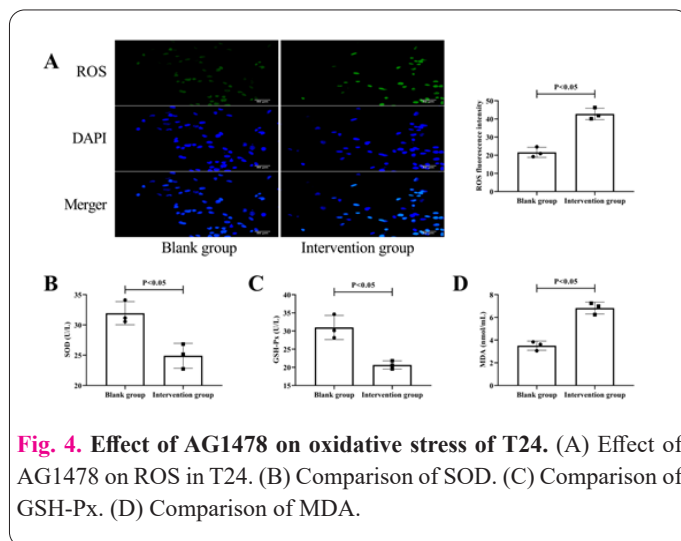 A
ROS
DAPI
Merger
Blank group
Intervention group
P<0.05
ROS fluorescence intensity
60
40
20
0
Blank group
Intervention group
B
P<0.05
SOD (U/L)
35
30
25
20
Blank group
Intervention group
C
P<0.05
GSH-Px (U/L)
40
35
30
25
20
15
Blank group
Intervention group
D
P<0.05
MDA (nmol/mL)
8
6
4
2
0
Blank group
Intervention group
Fig. 4. Effect of AG1478 on oxidative stress of T24. (A) Effect of
AG1478 on ROS in T24. (B) Comparison of SOD. (C) Comparison of
GSH-Px. (D) Comparison of MDA.